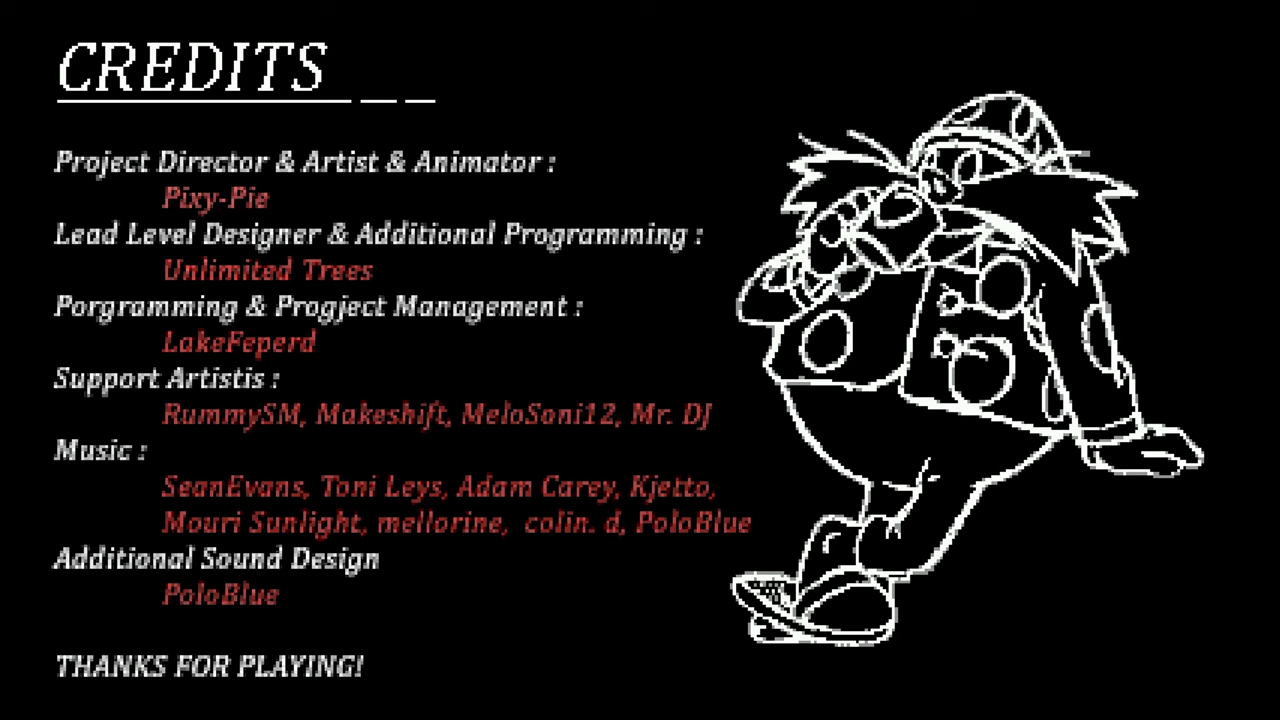 CREDITS
Project Director & Artist & Animator :
Pixy-Pie
Lead Level Designer & Additional Programming :
Unlimited Trees
Porgramming & Progject Management :
LakeFeperd
Support Artistis :
RummySM, Makeshift, MeloSoni12, Mr. DJ
Music :
SeanEvans, Toni Leys, Adam Carey, Kjetto,
Mouri Sunlight, mellorine, colin. d, PoloBlue
Additional Sound Design
PoloBlue
THANKS FOR PLAYING!